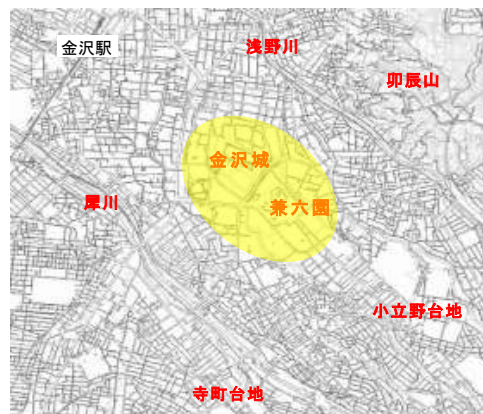 金沢駅
浅野川
卯辰山
金沢城
兼六園
犀川
小立野台地
寺町台地